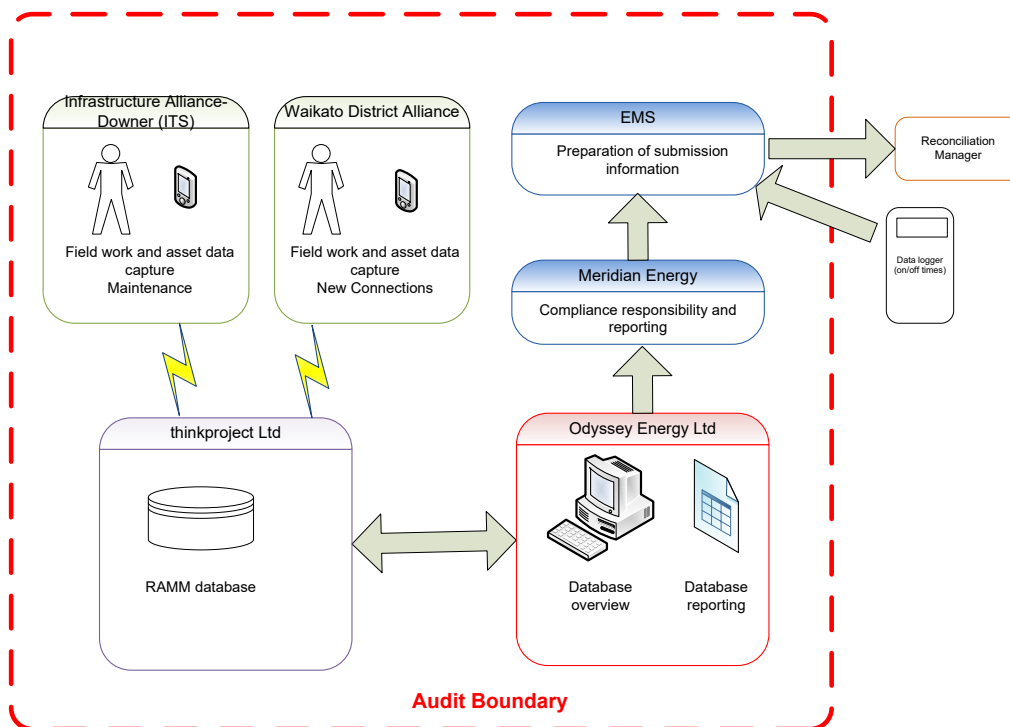 Infrastructure Alliance-
Downer (ITS)
Field work and asset data
capture
Maintenance
Waikato District Alliance
Field work and asset data
capture
New Connections
EMS
Preparation of submission
information
Reconciliation
Manager
Data logger
(on/off times)
Meridian Energy
Compliance responsibility and
reporting
thinkproject Ltd
RAMM database
Odyssey Energy Ltd
Database
overview
Database
reporting
Audit Boundary